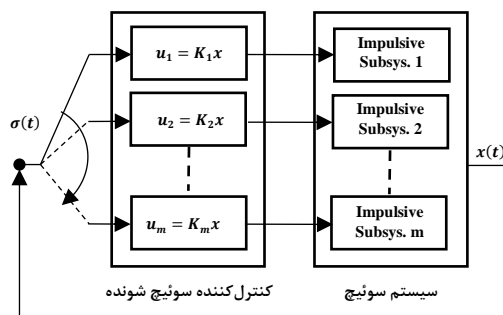 σ(t)
u₁ = K₁x
Impulsive
Subsys. 1
u₂ = K₂x
Impulsive
Subsys. 2
x(t)
uₘ = Kₘx
Impulsive
Subsys. m
کنترل‌کننده سوئیچ شونده
سیستم سوئیچ